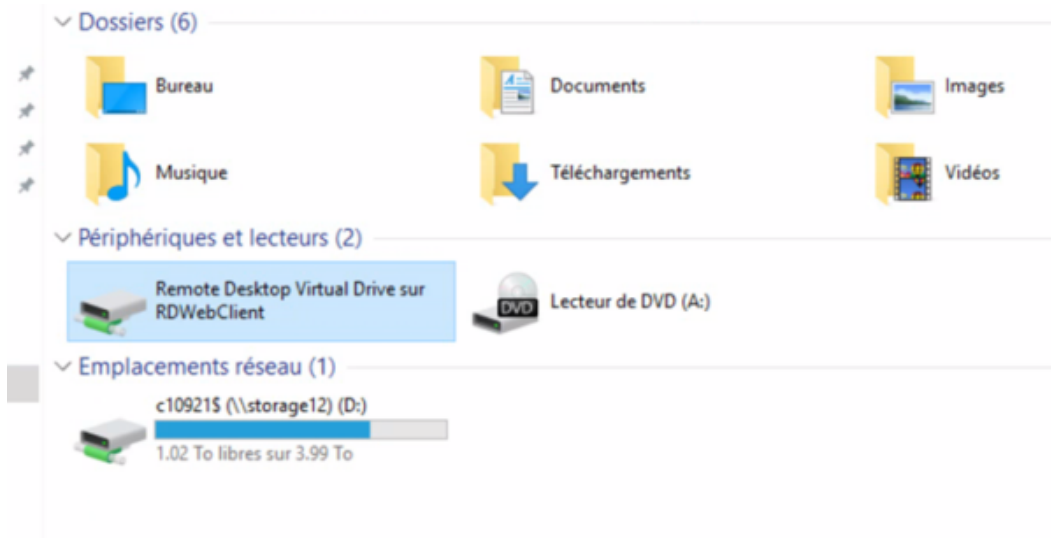 Dossiers (6)
Bureau
Documents
Images
Musique
Téléchargements
Vidéos
Périphériques et lecteurs (2)
Remote Desktop Virtual Drive sur
RDWebClient
DVD
Lecteur de DVD (A:)
Emplacements réseau (1)
c10921$ (\\storage12) (D:)
1.02 To libres sur 3.99 To